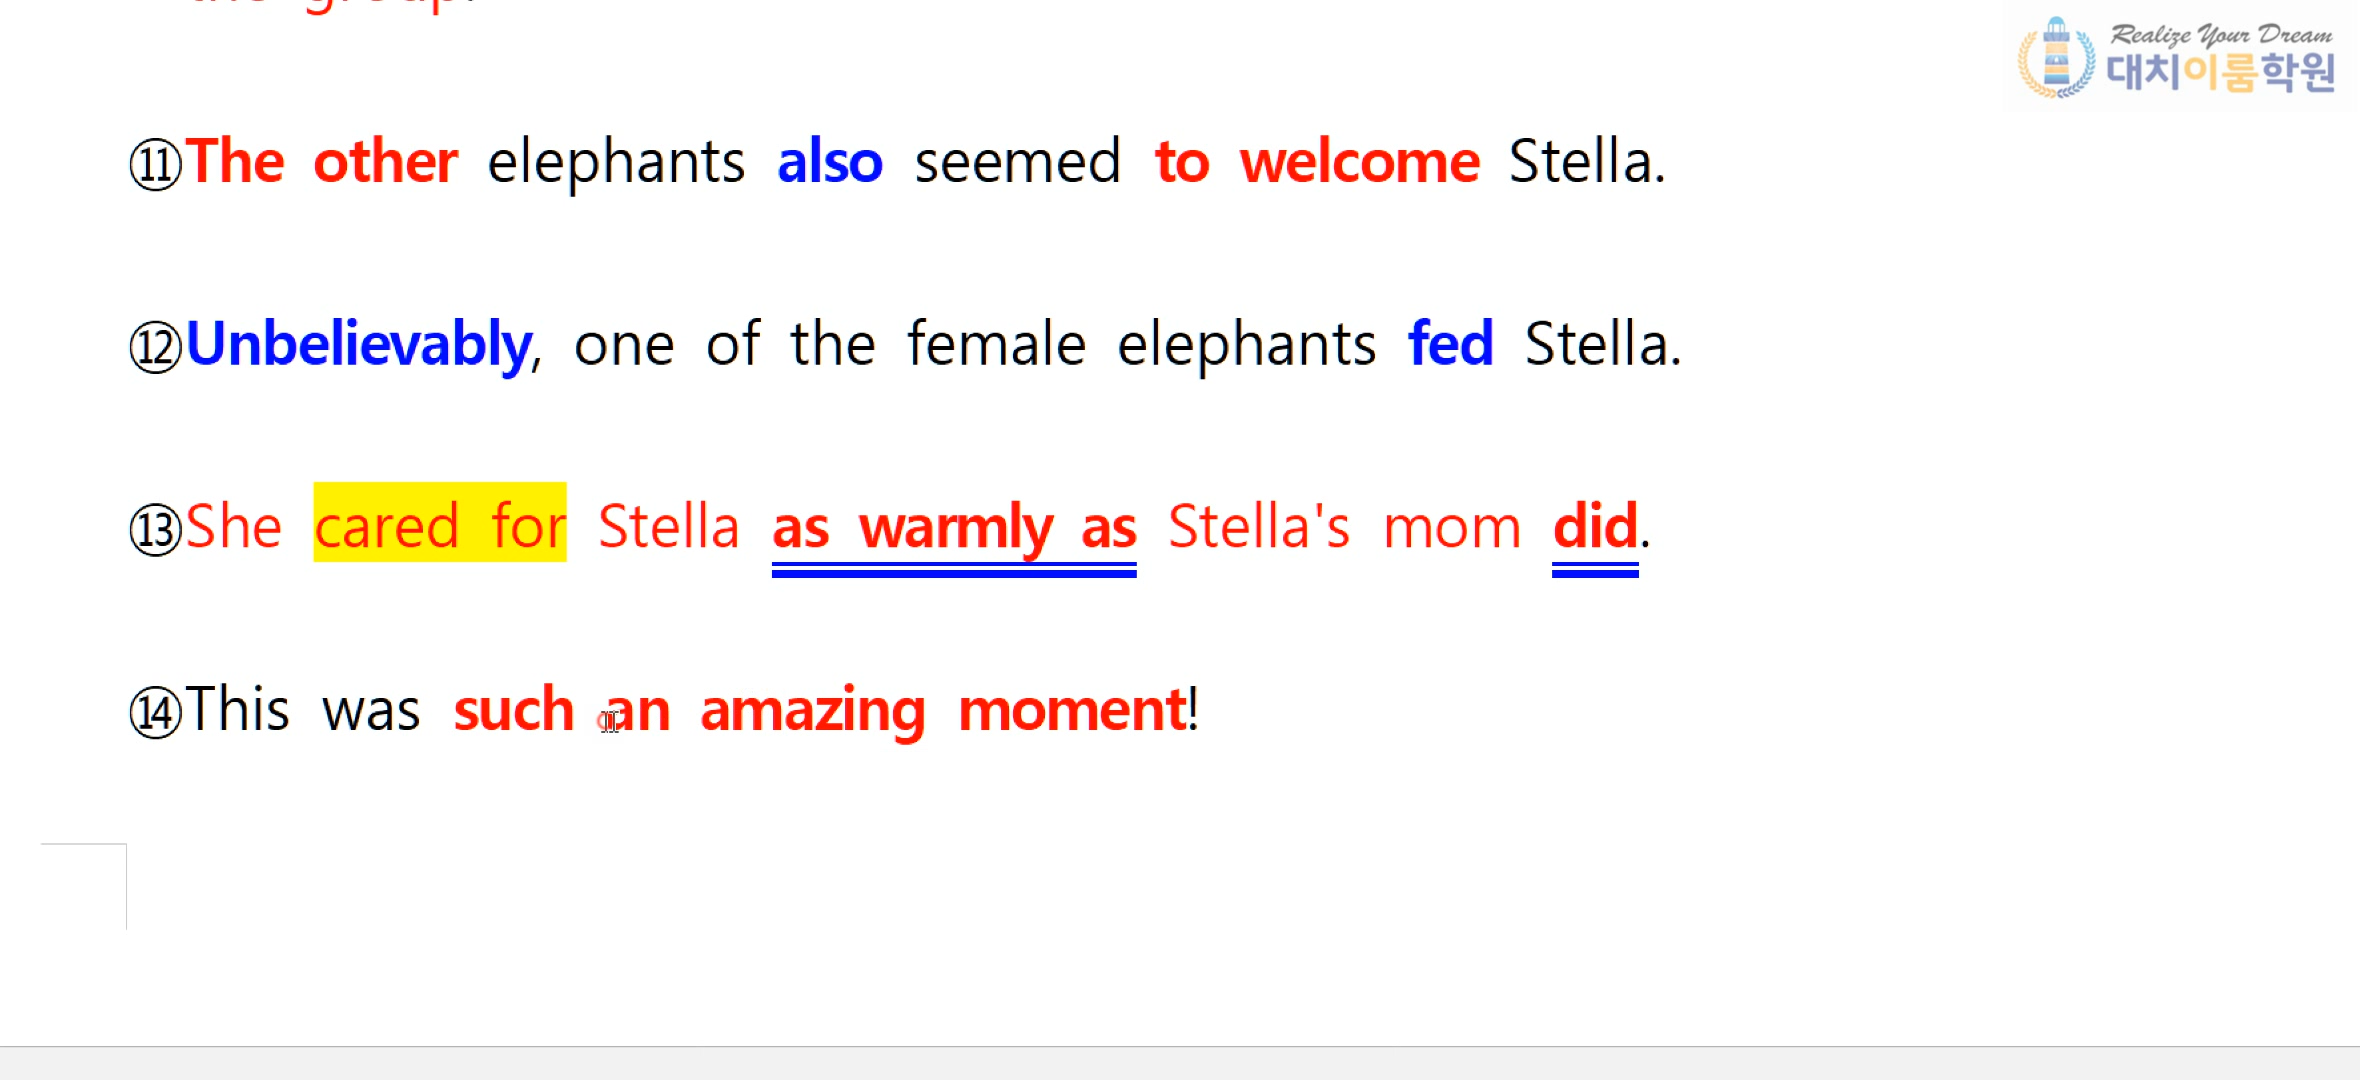 the group.
Realize Your Dream
대치이룸학원
⑪The other elephants also seemed to welcome Stella.
⑫Unbelievably, one of the female elephants fed Stella.
⑬She cared for Stella as warmly as Stella's mom did.
⑭This was such an amazing moment!